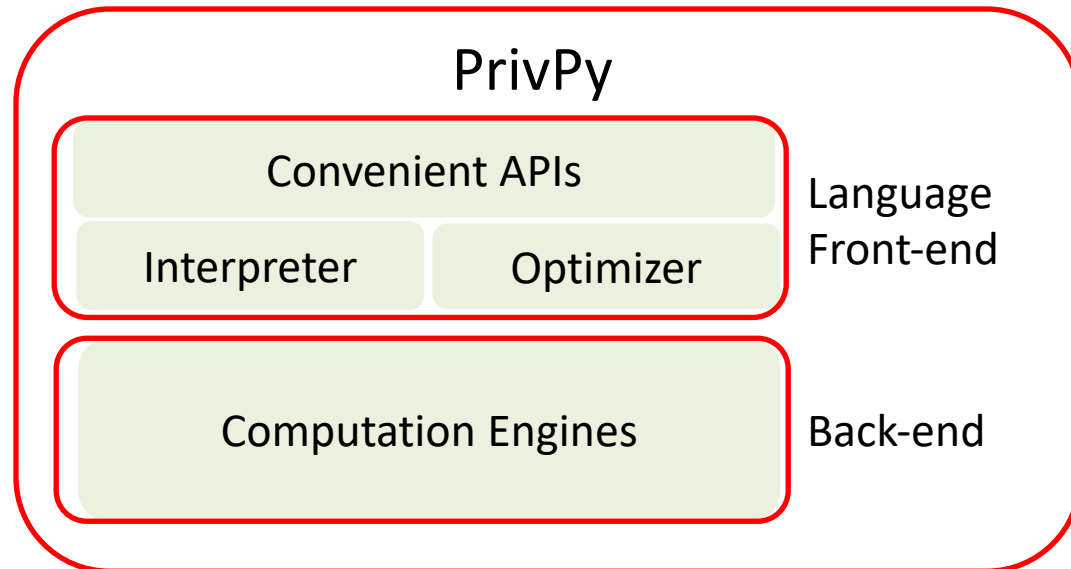 PrivPy
Convenient APIs
Interpreter
Optimizer
Language
Front-end
Computation Engines
Back-end